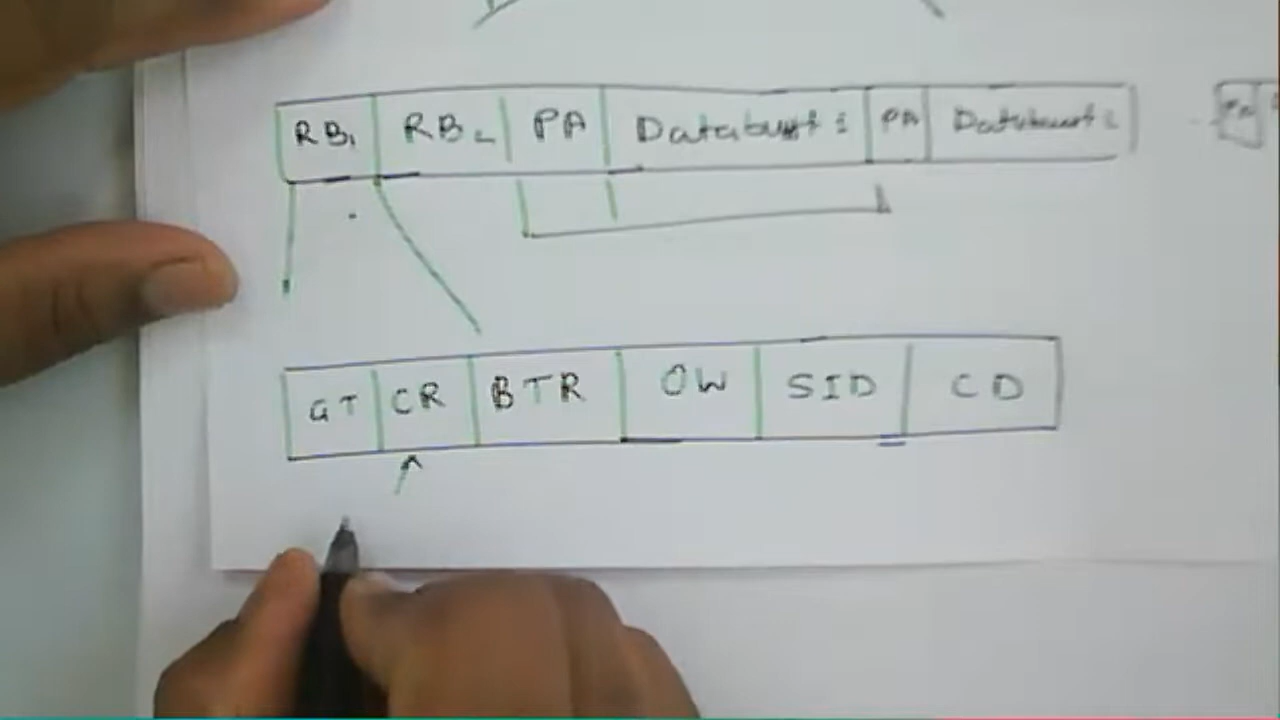 RB₁ RB₂ PA Databurst 1 PA Databurst 2
GT CR BTR OW SID CD